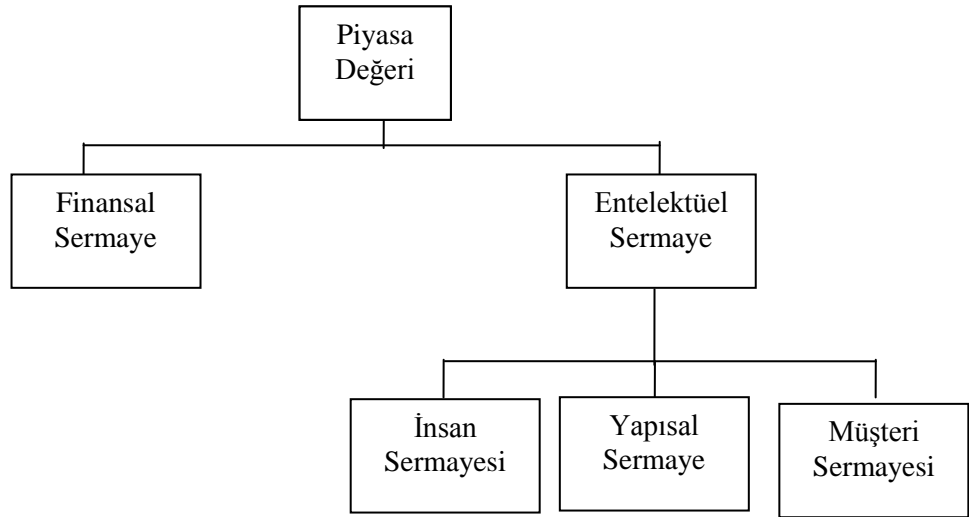 Piyasa
Değeri
Finansal
Sermaye
Entelektüel
Sermaye
İnsan
Sermayesi
Yapısal
Sermaye
Müşteri
Sermayesi